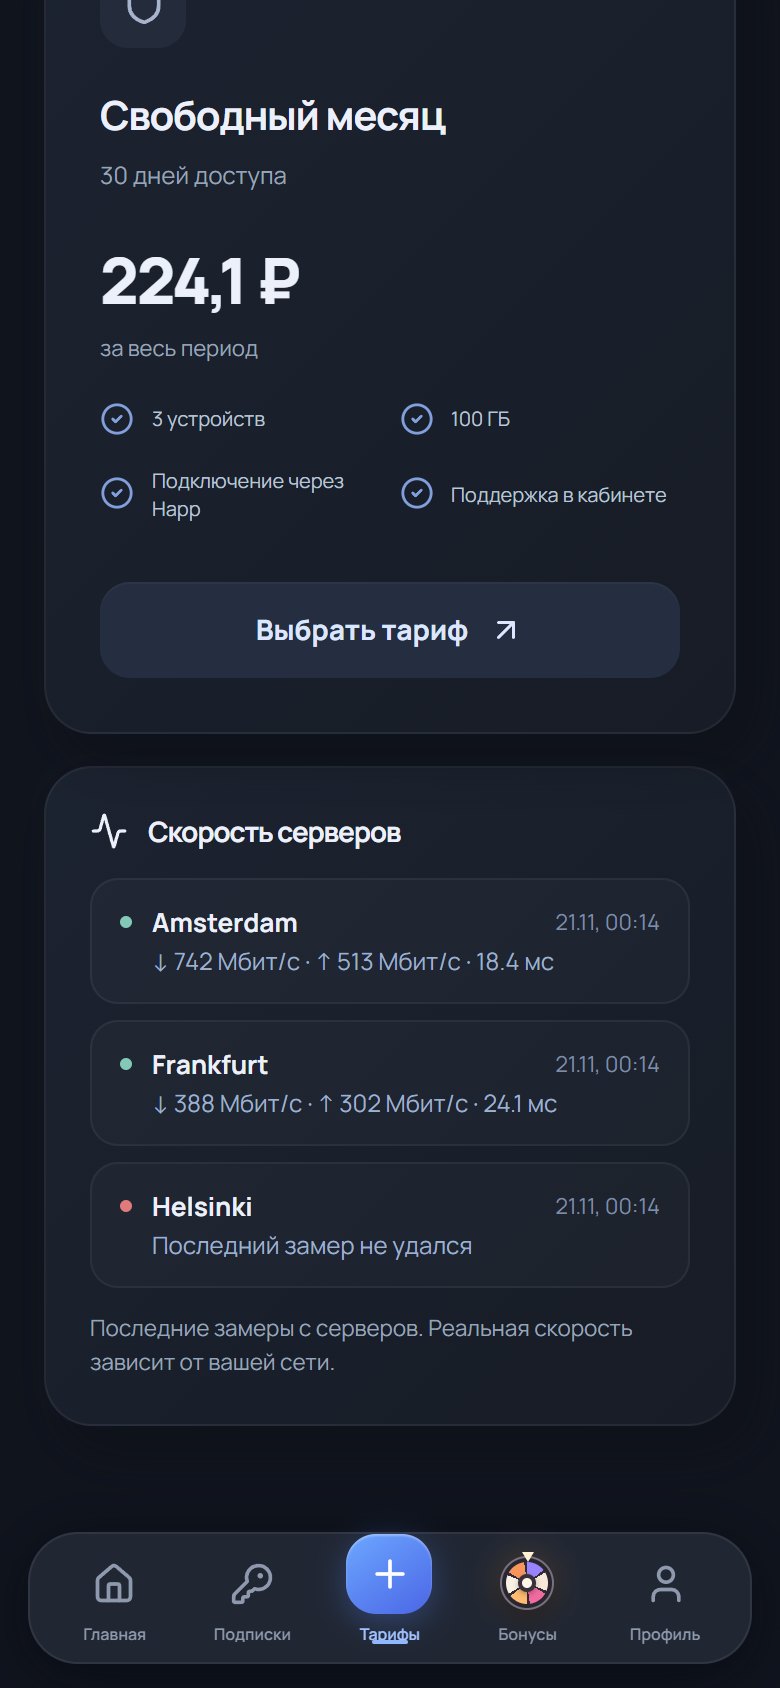 Свободный месяц
30 дней доступа
224,1 ₽
за весь период
3 устройств
100 ГБ
Подключение через
Happ
Поддержка в кабинете
Выбрать тариф
Скорость серверов
Amsterdam
21.11, 00:14
↓ 742 Мбит/с · ↑ 513 Мбит/с · 18.4 мс
Frankfurt
21.11, 00:14
↓ 388 Мбит/с · ↑ 302 Мбит/с · 24.1 мс
Helsinki
21.11, 00:14
Последний замер не удался
Последние замеры с серверов. Реальная скорость
зависит от вашей сети.
Главная
Подписки
Тарифы
Бонусы
Профиль